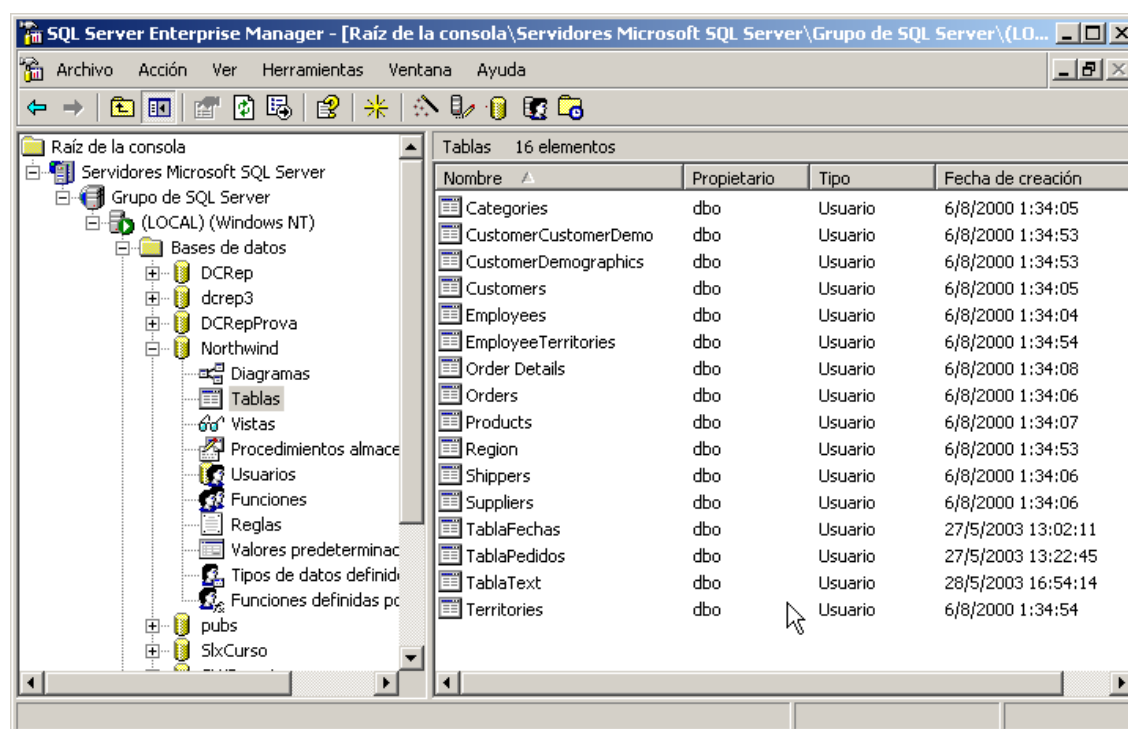 SQL Server Enterprise Manager - [Raíz de la consola\Servidores Microsoft SQL Server\Grupo de SQL Server\(LO...
Archivo Acción Ver Herramientas Ventana Ayuda
Raíz de la consola
Servidores Microsoft SQL Server
Grupo de SQL Server
(LOCAL) (Windows NT)
Bases de datos
DCRep
dcrep3
DCRepProva
Northwind
Diagramas
Tablas
Vistas
Procedimientos almace
Usuarios
Funciones
Reglas
Valores predeterminac
Tipos de datos definid
Funciones definidas po
pubs
SlxCurso
Tablas 16 elementos
Nombre Propietario Tipo Fecha de creación
Categories dbo Usuario 6/8/2000 1:34:05
CustomerCustomerDemo dbo Usuario 6/8/2000 1:34:53
CustomerDemographics dbo Usuario 6/8/2000 1:34:53
Customers dbo Usuario 6/8/2000 1:34:05
Employees dbo Usuario 6/8/2000 1:34:04
EmployeeTerritories dbo Usuario 6/8/2000 1:34:54
Order Details dbo Usuario 6/8/2000 1:34:08
Orders dbo Usuario 6/8/2000 1:34:06
Products dbo Usuario 6/8/2000 1:34:07
Region dbo Usuario 6/8/2000 1:34:53
Shippers dbo Usuario 6/8/2000 1:34:06
Suppliers dbo Usuario 6/8/2000 1:34:06
TablaFechas dbo Usuario 27/5/2003 13:02:11
TablaPedidos dbo Usuario 27/5/2003 13:22:45
TablaText dbo Usuario 28/5/2003 16:54:14
Territories dbo Usuario 6/8/2000 1:34:54